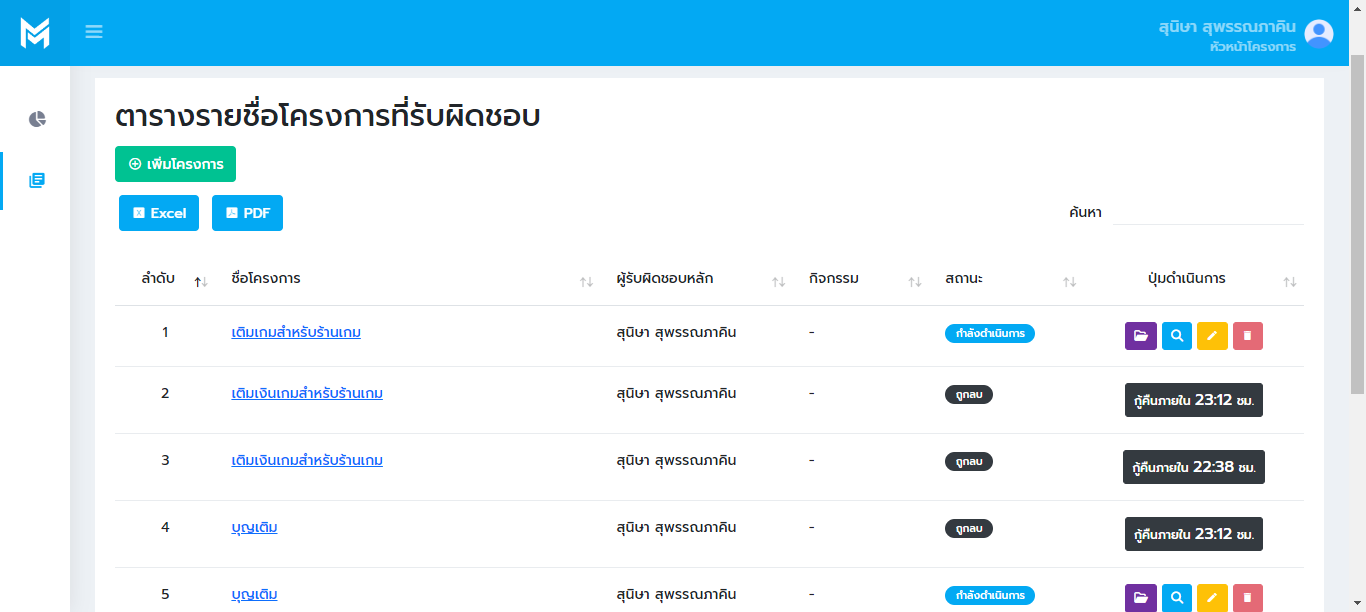 สุนิษา สุพรรณภาคิน
หัวหน้าโครงการ
ตารางรายชื่อโครงการที่รับผิดชอบ
เพิ่มโครงการ
Excel PDF ค้นหา
ลำดับ ชื่อโครงการ ผู้รับผิดชอบหลัก กิจกรรม สถานะ ปุ่มดำเนินการ
1 เติมเกมสำหรับร้านเกม สุนิษา สุพรรณภาคิน - กำลังดำเนินการ
2 เติมเงินเกมสำหรับร้านเกม สุนิษา สุพรรณภาคิน - ถูกลบ กู้คืนภายใน 23:12 ชม.
3 เติมเงินเกมสำหรับร้านเกม สุนิษา สุพรรณภาคิน - ถูกลบ กู้คืนภายใน 22:38 ชม.
4 บุญเติม สุนิษา สุพรรณภาคิน - ถูกลบ กู้คืนภายใน 23:12 ชม.
5 บุญเติม สุนิษา สุพรรณภาคิน - กำลังดำเนินการ